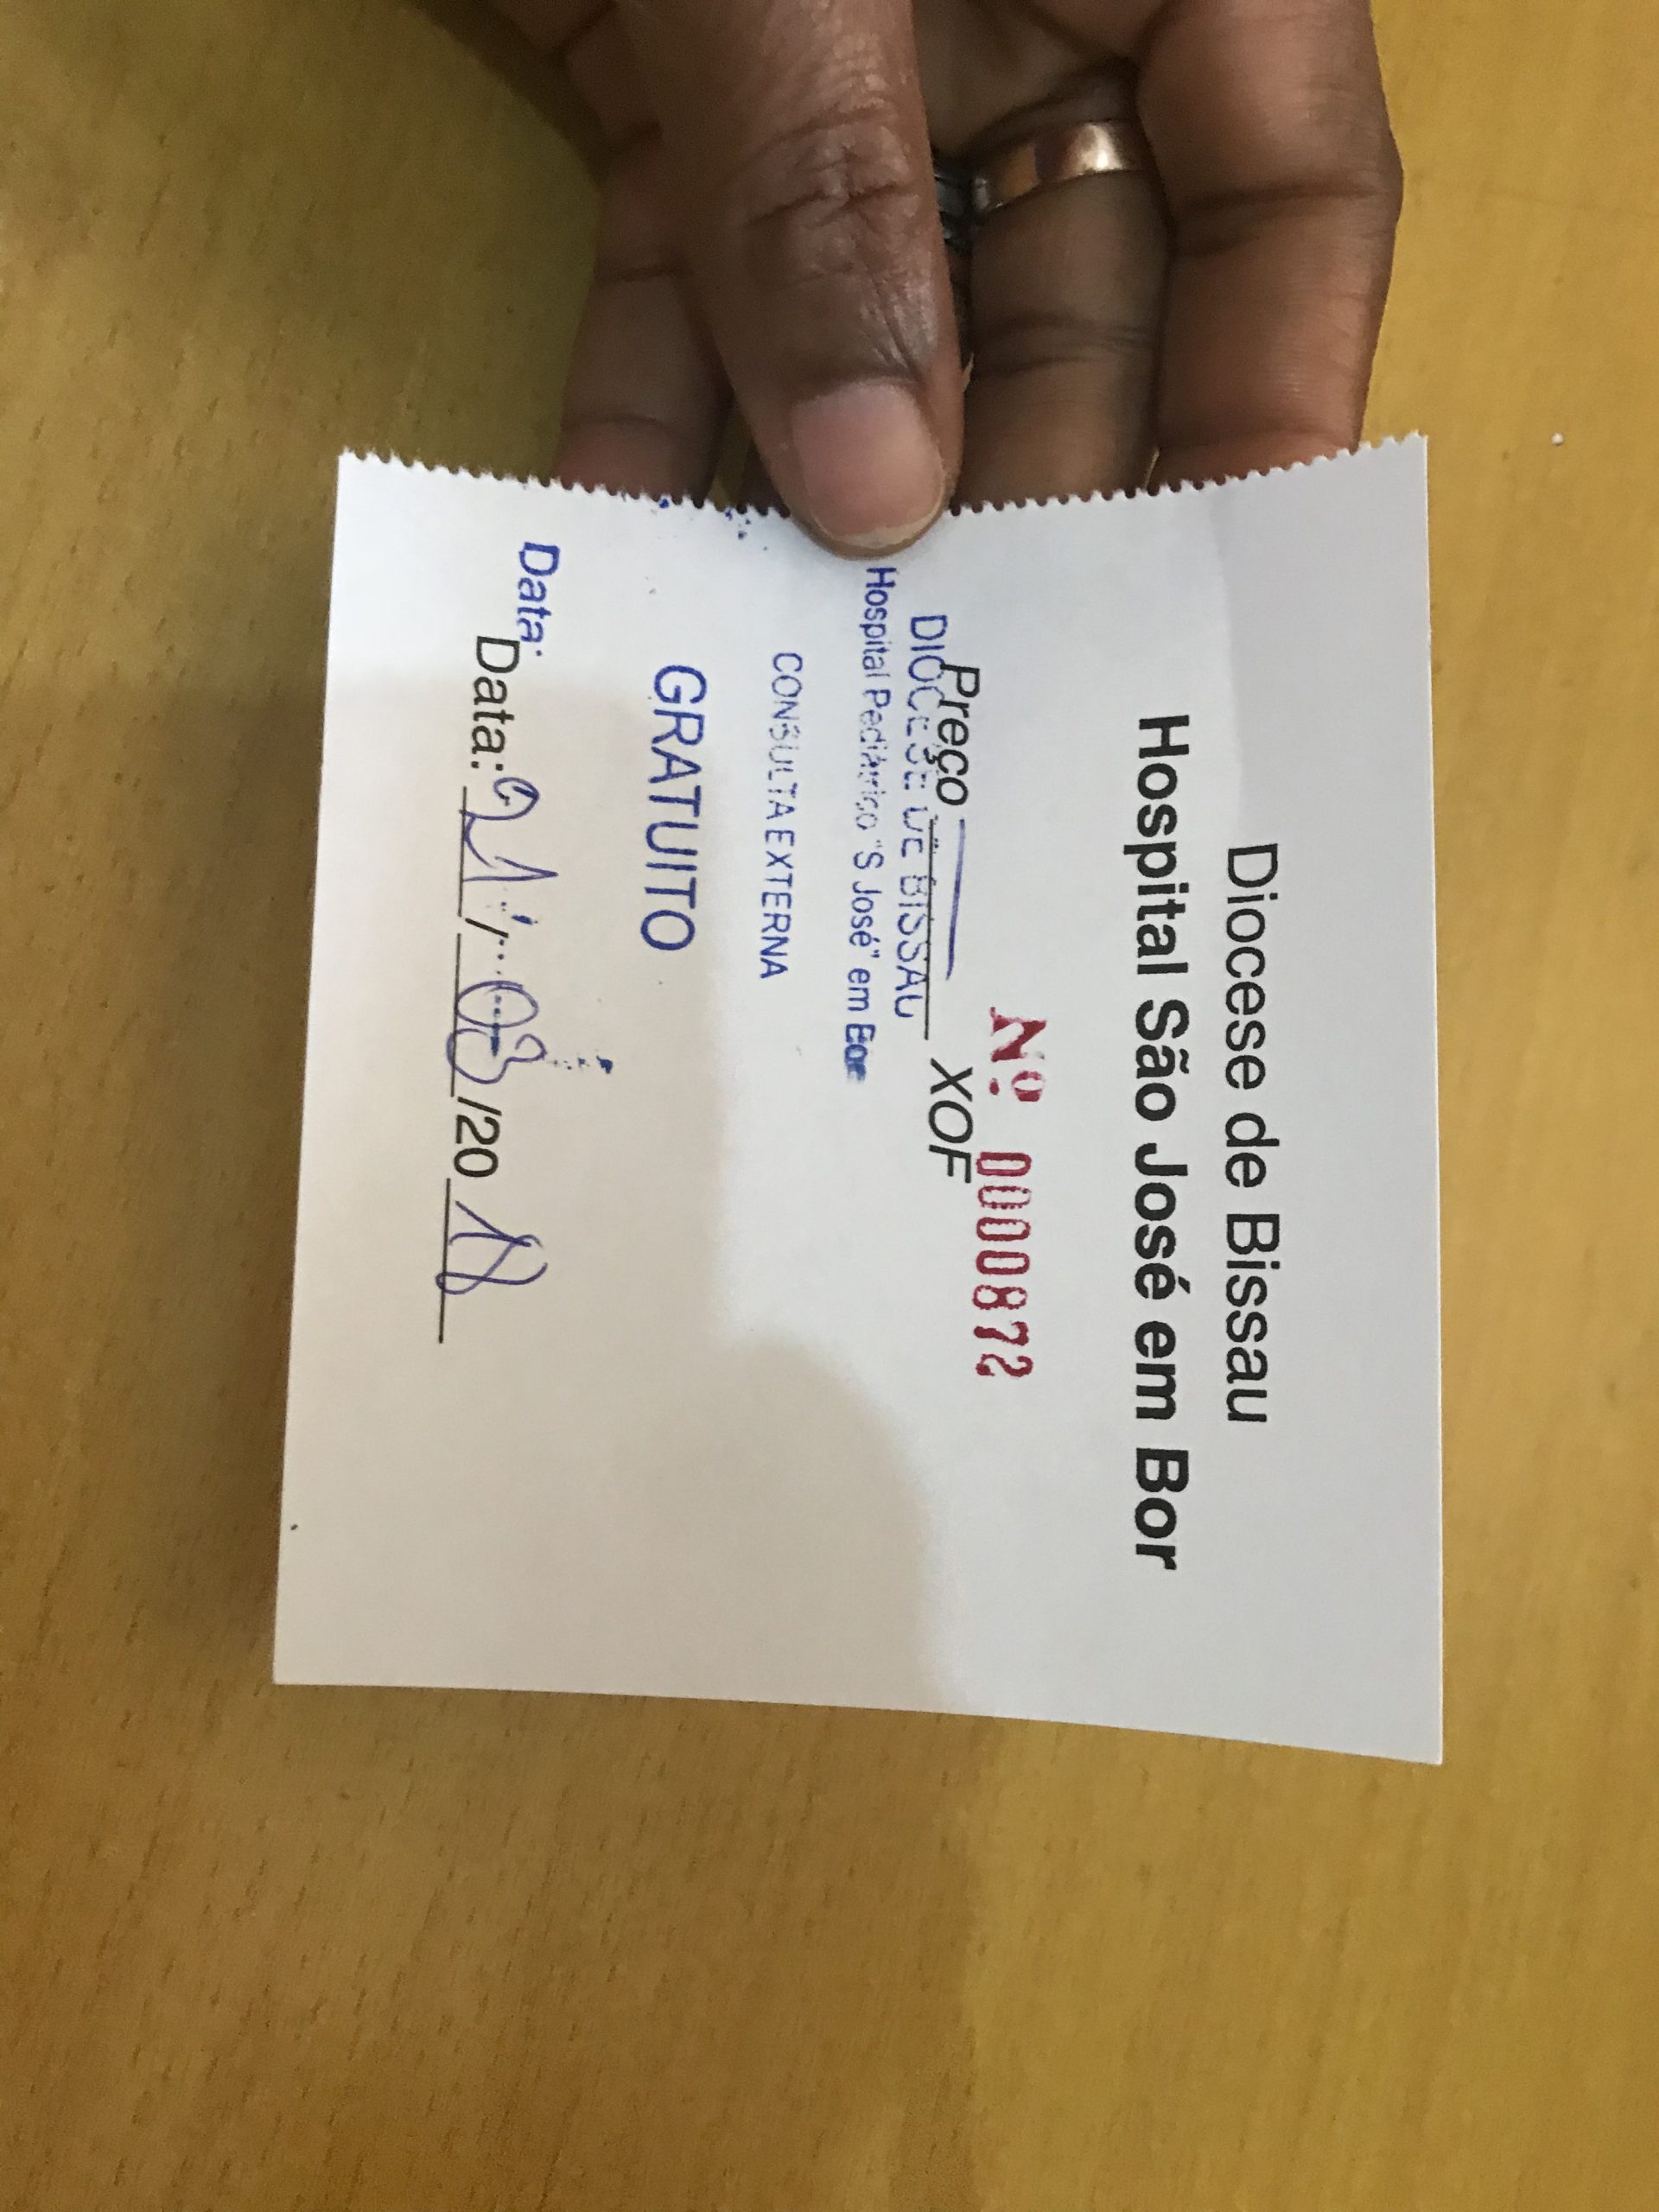 Diocese de Bissau
Hospital São José em Bor
Nº 0000872
Preço XOF
DIOCESE DE BISSAU
Hospital Pediátrico "S José" em Bor
CONSULTA EXTERNA
GRATUITO
Data:
Data: 21/03/2018